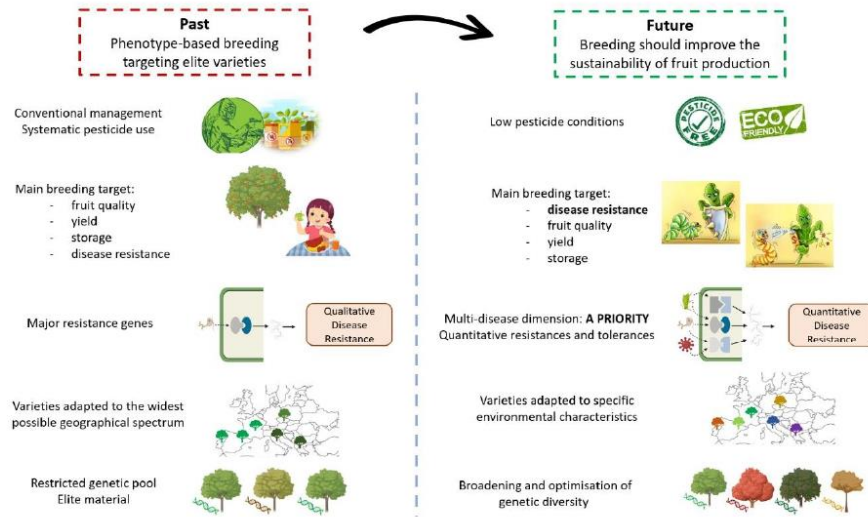 Past
Phenotype-based breeding
targeting elite varieties
Future
Breeding should improve the
sustainability of fruit production
Conventional management
Systematic pesticide use
Low pesticide conditions
PESTICIDE
FREE
ECO
FRIENDLY
Main breeding target:
- fruit quality
- yield
- storage
- disease resistance
Main breeding target:
- disease resistance
- fruit quality
- yield
- storage
Major resistance genes
Qualitative
Disease
Resistance
Multi-disease dimension: A PRIORITY
Quantitative resistances and tolerances
Quantitative
Disease
Resistance
Varieties adapted to the widest
possible geographical spectrum
Varieties adapted to specific
environmental characteristics
Restricted genetic pool
Elite material
Broadening and optimisation of
genetic diversity